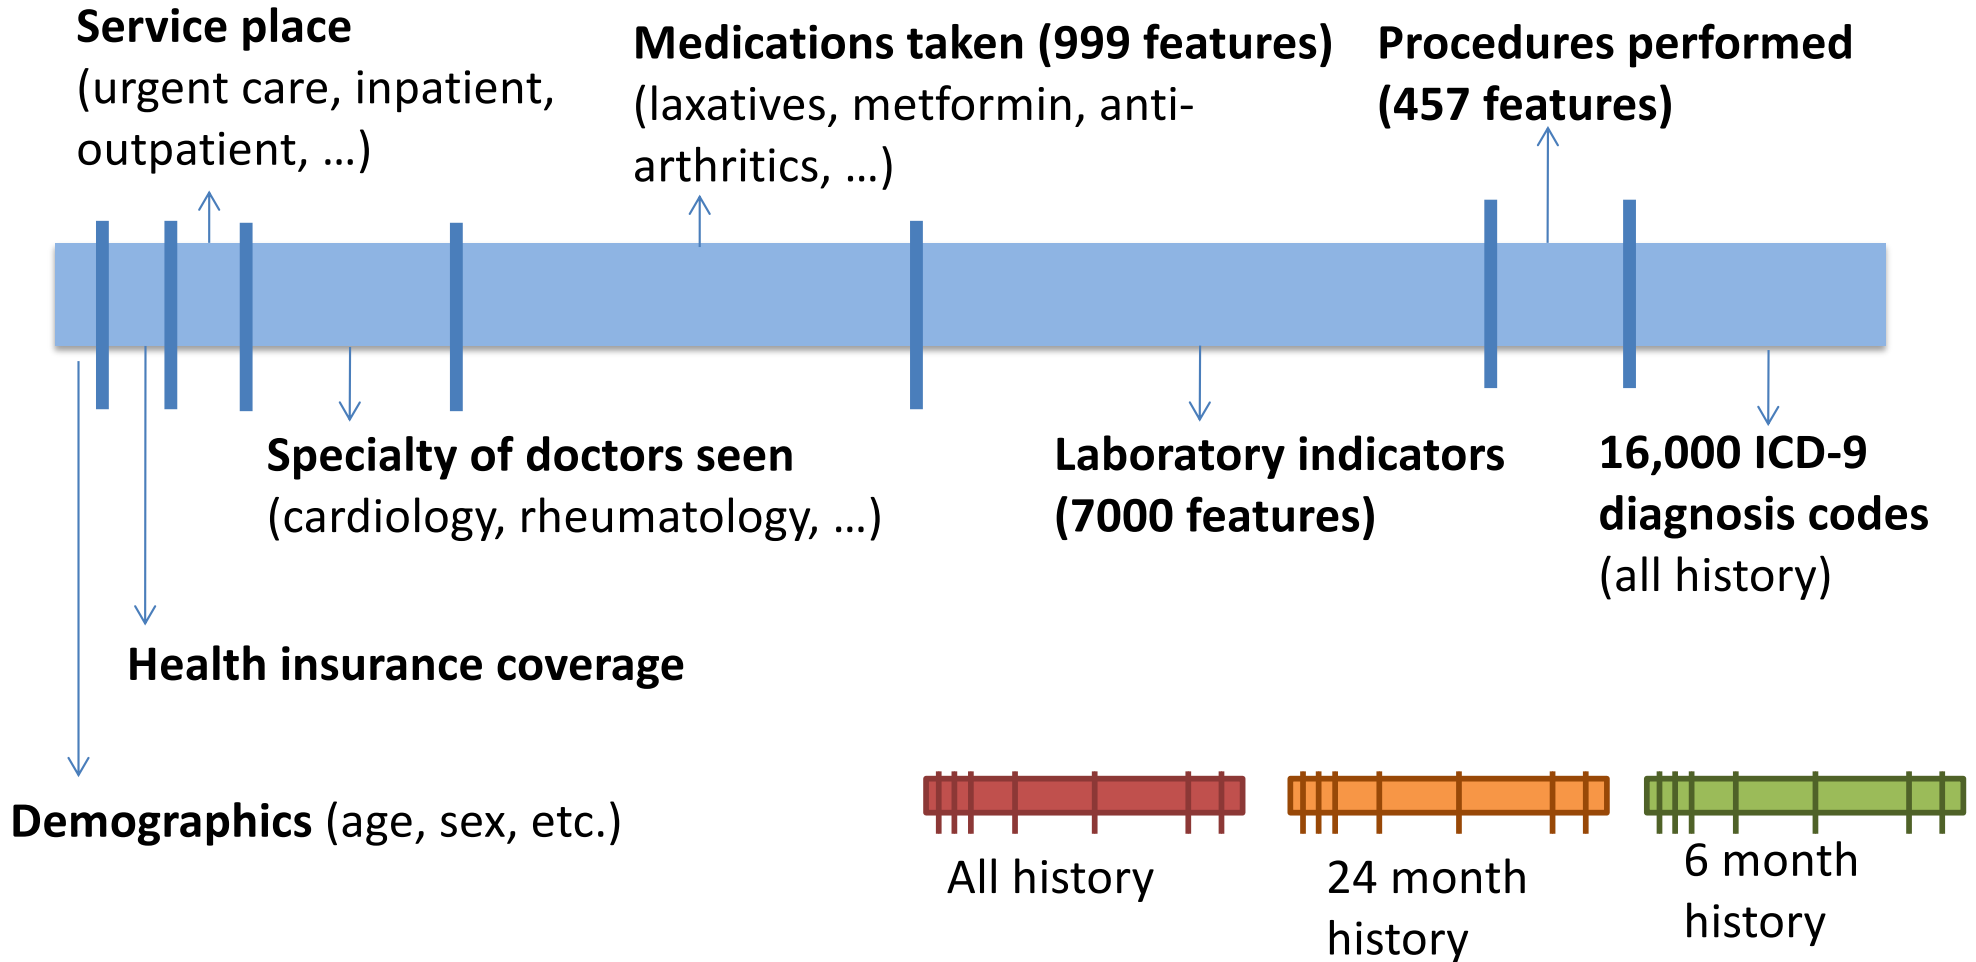 Service place
(urgent care, inpatient,
outpatient, …)
Medications taken (999 features)
(laxatives, metformin, anti-
arthritics, …)
Procedures performed
(457 features)
Specialty of doctors seen
(cardiology, rheumatology, …)
Laboratory indicators
(7000 features)
16,000 ICD-9
diagnosis codes
(all history)
Health insurance coverage
Demographics (age, sex, etc.)
All history
24 month
history
6 month
history